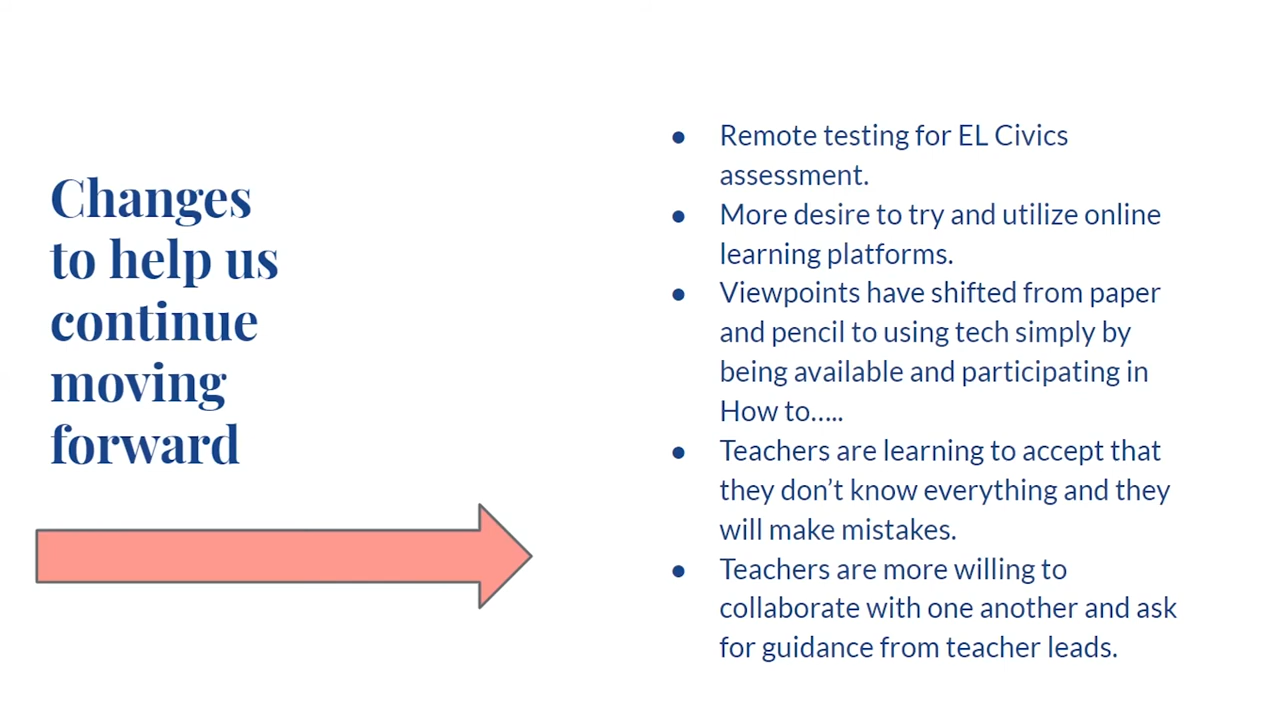 Changes
to help us
continue
moving
forward
● Remote testing for EL Civics
assessment.
● More desire to try and utilize online
learning platforms.
● Viewpoints have shifted from paper
and pencil to using tech simply by
being available and participating in
How to…..
● Teachers are learning to accept that
they don’t know everything and they
will make mistakes.
● Teachers are more willing to
collaborate with one another and ask
for guidance from teacher leads.